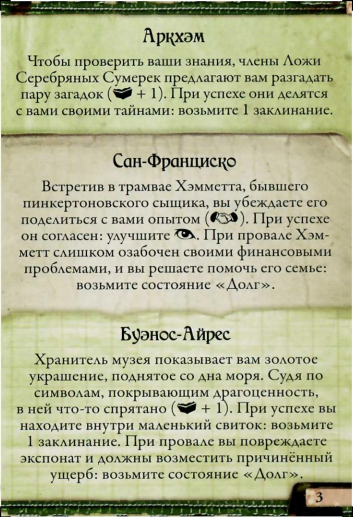 Аркхэм
Чтобы проверить ваши знания, члены Ложи
Серебряных Сумерек предлагают вам разгадать
пару загадок ( + 1). При успехе они делятся
с вами своими тайнами: возьмите 1 заклинание.
Сан-Франциско
Встретив в трамвае Хэмметта, бывшего
пинкертоновского сыщика, вы убеждаете его
поделиться с вами опытом (). При успехе
он согласен: улучшите . При провале Хэм-
метт слишком озабочен своими финансовыми
проблемами, и вы решаете помочь его семье:
возьмите состояние «Долг».
Буэнос-Айрес
Хранитель музея показывает вам золотое
украшение, поднятое со дна моря. Судя по
символам, покрывающим драгоценность,
в ней что-то спрятано ( + 1). При успехе вы
находите внутри маленький свиток: возьмите
1 заклинание. При провале вы повреждаете
экспонат и должны возместить причинённый
ущерб: возьмите состояние «Долг».
3